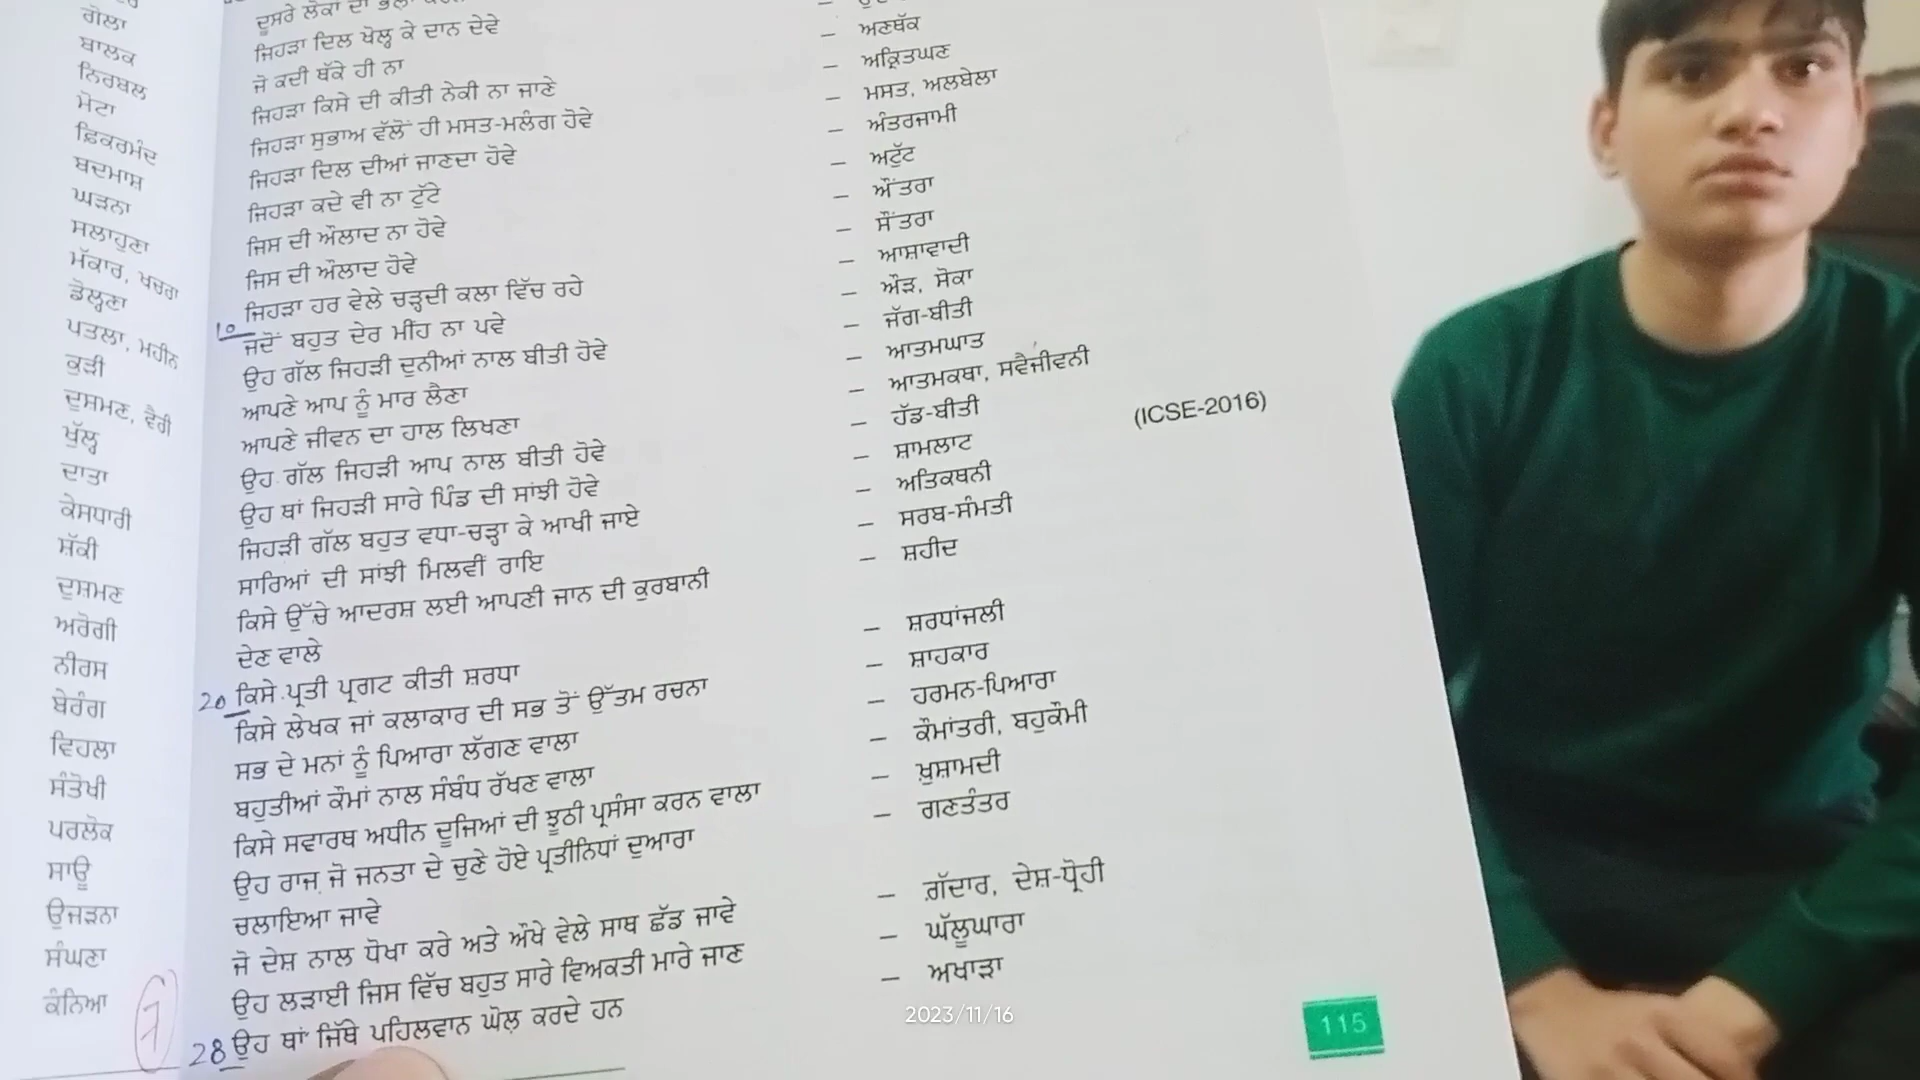 ਗੋਲਾ
ਬਾਲਕ
ਨਿਰਬਲ
ਮੋਟਾ
ਫ਼ਿਕਰਮੰਦ
ਬਦਮਾਸ਼
ਘੜਨਾ
ਸਲਾਹੁਣਾ
ਮੱਕਾਰ, ਖਚਰਾ
ਡੋਲ੍ਹਣਾ
ਪਤਲਾ, ਮਹੀਨ
ਕੁੜੀ
ਦੁਸ਼ਮਣ, ਵੈਰੀ
ਖੁੱਲ੍ਹ
ਦਾਤਾ
ਕੇਸਧਾਰੀ
ਸ਼ੱਕੀ
ਦੁਸ਼ਮਣ
ਅਰੋਗੀ
ਨੀਰਸ
ਬੇਰੰਗ
ਵਿਹਲਾ
ਸੰਤੋਖੀ
ਪਰਲੋਕ
ਸਾਊ
ਉਜੜਨਾ
ਸੰਘਣਾ
ਕੰਨਿਆ
7
ਦੂਸਰੇ ਲੋਕਾਂ ਦਾ ਭਲਾ
ਜਿਹੜਾ ਦਿਲ ਖੋਲ੍ਹ ਕੇ ਦਾਨ ਦੇਵੇ
ਜੋ ਕਦੀ ਥੱਕੇ ਹੀ ਨਾ – ਅਣਥੱਕ
ਜਿਹੜਾ ਕਿਸੇ ਦੀ ਕੀਤੀ ਨੇਕੀ ਨਾ ਜਾਣੇ – ਅਕ੍ਰਿਤਘਣ
ਜਿਹੜਾ ਸੁਭਾਅ ਵੱਲੋਂ ਹੀ ਮਸਤ-ਮਲੰਗ ਹੋਵੇ – ਮਸਤ, ਅਲਬੇਲਾ
ਜਿਹੜਾ ਦਿਲ ਦੀਆਂ ਜਾਣਦਾ ਹੋਵੇ – ਅੰਤਰਜਾਮੀ
ਜਿਹੜਾ ਕਦੇ ਵੀ ਨਾ ਟੁੱਟੇ – ਅਟੁੱਟ
ਜਿਸ ਦੀ ਔਲਾਦ ਨਾ ਹੋਵੇ – ਔਂਤਰਾ
ਜਿਸ ਦੀ ਔਲਾਦ ਹੋਵੇ – ਸੌਂਤਰਾ
ਜਿਹੜਾ ਹਰ ਵੇਲੇ ਚੜ੍ਹਦੀ ਕਲਾ ਵਿੱਚ ਰਹੇ – ਆਸ਼ਾਵਾਦੀ
10 ਜਦੋਂ ਬਹੁਤ ਦੇਰ ਮੀਂਹ ਨਾ ਪਵੇ – ਔੜ, ਸੋਕਾ
ਉਹ ਗੱਲ ਜਿਹੜੀ ਦੁਨੀਆਂ ਨਾਲ ਬੀਤੀ ਹੋਵੇ – ਜੱਗ-ਬੀਤੀ
ਆਪਣੇ ਆਪ ਨੂੰ ਮਾਰ ਲੈਣਾ – ਆਤਮਘਾਤ
ਆਪਣੇ ਜੀਵਨ ਦਾ ਹਾਲ ਲਿਖਣਾ – ਆਤਮਕਥਾ, ਸਵੈਜੀਵਨੀ
ਉਹ ਗੱਲ ਜਿਹੜੀ ਆਪ ਨਾਲ ਬੀਤੀ ਹੋਵੇ – ਹੱਡ-ਬੀਤੀ (ICSE-2016)
ਉਹ ਥਾਂ ਜਿਹੜੀ ਸਾਰੇ ਪਿੰਡ ਦੀ ਸਾਂਝੀ ਹੋਵੇ – ਸ਼ਾਮਲਾਟ
ਜਿਹੜੀ ਗੱਲ ਬਹੁਤ ਵਧਾ-ਚੜ੍ਹਾ ਕੇ ਆਖੀ ਜਾਏ – ਅਤਿਕਥਨੀ
ਸਾਰਿਆਂ ਦੀ ਸਾਂਝੀ ਮਿਲਵੀਂ ਰਾਇ – ਸਰਬ-ਸੰਮਤੀ
ਕਿਸੇ ਉੱਚੇ ਆਦਰਸ਼ ਲਈ ਆਪਣੀ ਜਾਨ ਦੀ ਕੁਰਬਾਨੀ – ਸ਼ਹੀਦ
ਦੇਣ ਵਾਲੇ
20 ਕਿਸੇ ਪ੍ਰਤੀ ਪ੍ਰਗਟ ਕੀਤੀ ਸ਼ਰਧਾ – ਸ਼ਰਧਾਂਜਲੀ
ਕਿਸੇ ਲੇਖਕ ਜਾਂ ਕਲਾਕਾਰ ਦੀ ਸਭ ਤੋਂ ਉੱਤਮ ਰਚਨਾ – ਸ਼ਾਹਕਾਰ
ਸਭ ਦੇ ਮਨਾਂ ਨੂੰ ਪਿਆਰਾ ਲੱਗਣ ਵਾਲਾ – ਹਰਮਨ-ਪਿਆਰਾ
ਬਹੁਤੀਆਂ ਕੌਮਾਂ ਨਾਲ ਸੰਬੰਧ ਰੱਖਣ ਵਾਲਾ – ਕੌਮਾਂਤਰੀ, ਬਹੁਕੌਮੀ
ਕਿਸੇ ਸਵਾਰਥ ਅਧੀਨ ਦੂਜਿਆਂ ਦੀ ਝੂਠੀ ਪ੍ਰਸੰਸਾ ਕਰਨ ਵਾਲਾ – ਖ਼ੁਸ਼ਾਮਦੀ
ਉਹ ਰਾਜ ਜੋ ਜਨਤਾ ਦੇ ਚੁਣੇ ਹੋਏ ਪ੍ਰਤੀਨਿਧਾਂ ਦੁਆਰਾ – ਗਣਤੰਤਰ
ਚਲਾਇਆ ਜਾਵੇ
ਜੋ ਦੇਸ਼ ਨਾਲ ਧੋਖਾ ਕਰੇ ਅਤੇ ਔਖੇ ਵੇਲੇ ਸਾਥ ਛੱਡ ਜਾਵੇ – ਗ਼ੱਦਾਰ, ਦੇਸ਼-ਧ੍ਰੋਹੀ
ਉਹ ਲੜਾਈ ਜਿਸ ਵਿੱਚ ਬਹੁਤ ਸਾਰੇ ਵਿਅਕਤੀ ਮਾਰੇ ਜਾਣ – ਘੱਲੂਘਾਰਾ
28 ਉਹ ਥਾਂ ਜਿੱਥੇ ਪਹਿਲਵਾਨ ਘੋਲ਼ ਕਰਦੇ ਹਨ – ਅਖਾੜਾ
2023/11/16
115